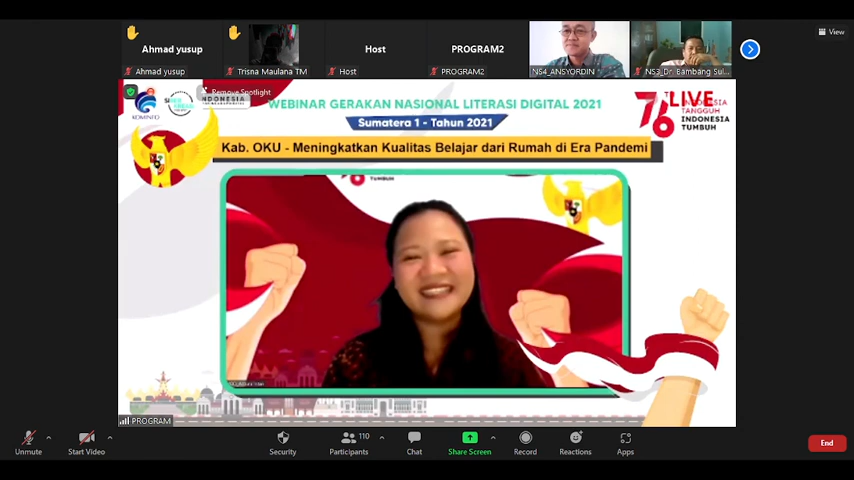 Ahmad yusup
Host
PROGRAM2
Ahmad yusup
Trisna Maulana TM
Host
PROGRAM2
NS4_ANSYORDIN
NS3_Dr. Bambang Sul...
View
Remove Spotlight
KOMINFO
INDONESIA
WEBINAR GERAKAN NASIONAL LITERASI DIGITAL 2021
Sumatera 1 - Tahun 2021
Kab. OKU - Meningkatkan Kualitas Belajar dari Rumah di Era Pandemi
76
LIVE
INDONESIA
TANGGUH
INDONESIA
TUMBUH
TUMBUH
PROGRAM
Unmute
Start Video
Security
110
Participants
Chat
Share Screen
Record
Reactions
Apps
End